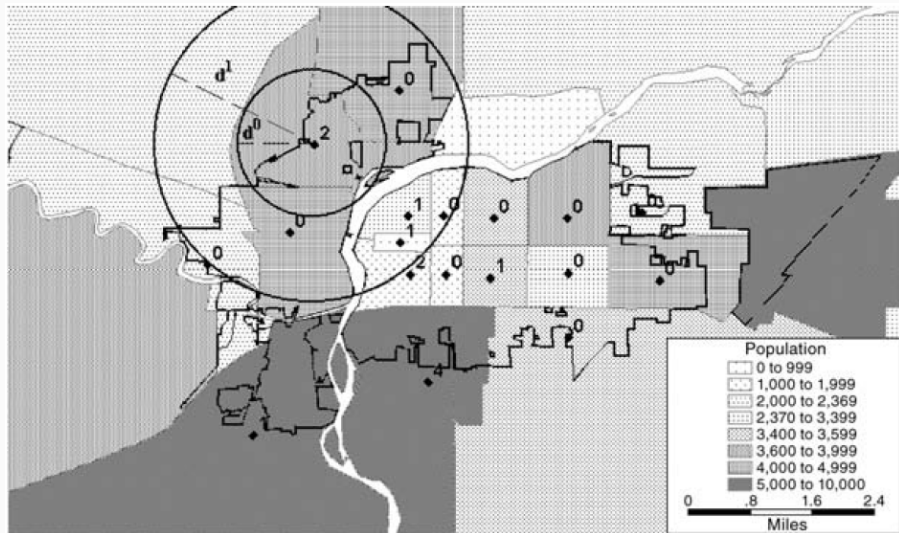 d1
0
d0
2
1
0
0
0
0
1
0
2
0
1
0
0
0
4
Population
0 to 999
1,000 to 1,999
2,000 to 2,369
2,370 to 3,399
3,400 to 3,599
3,600 to 3,999
4,000 to 4,999
5,000 to 10,000
0 .8 1.6 2.4
Miles